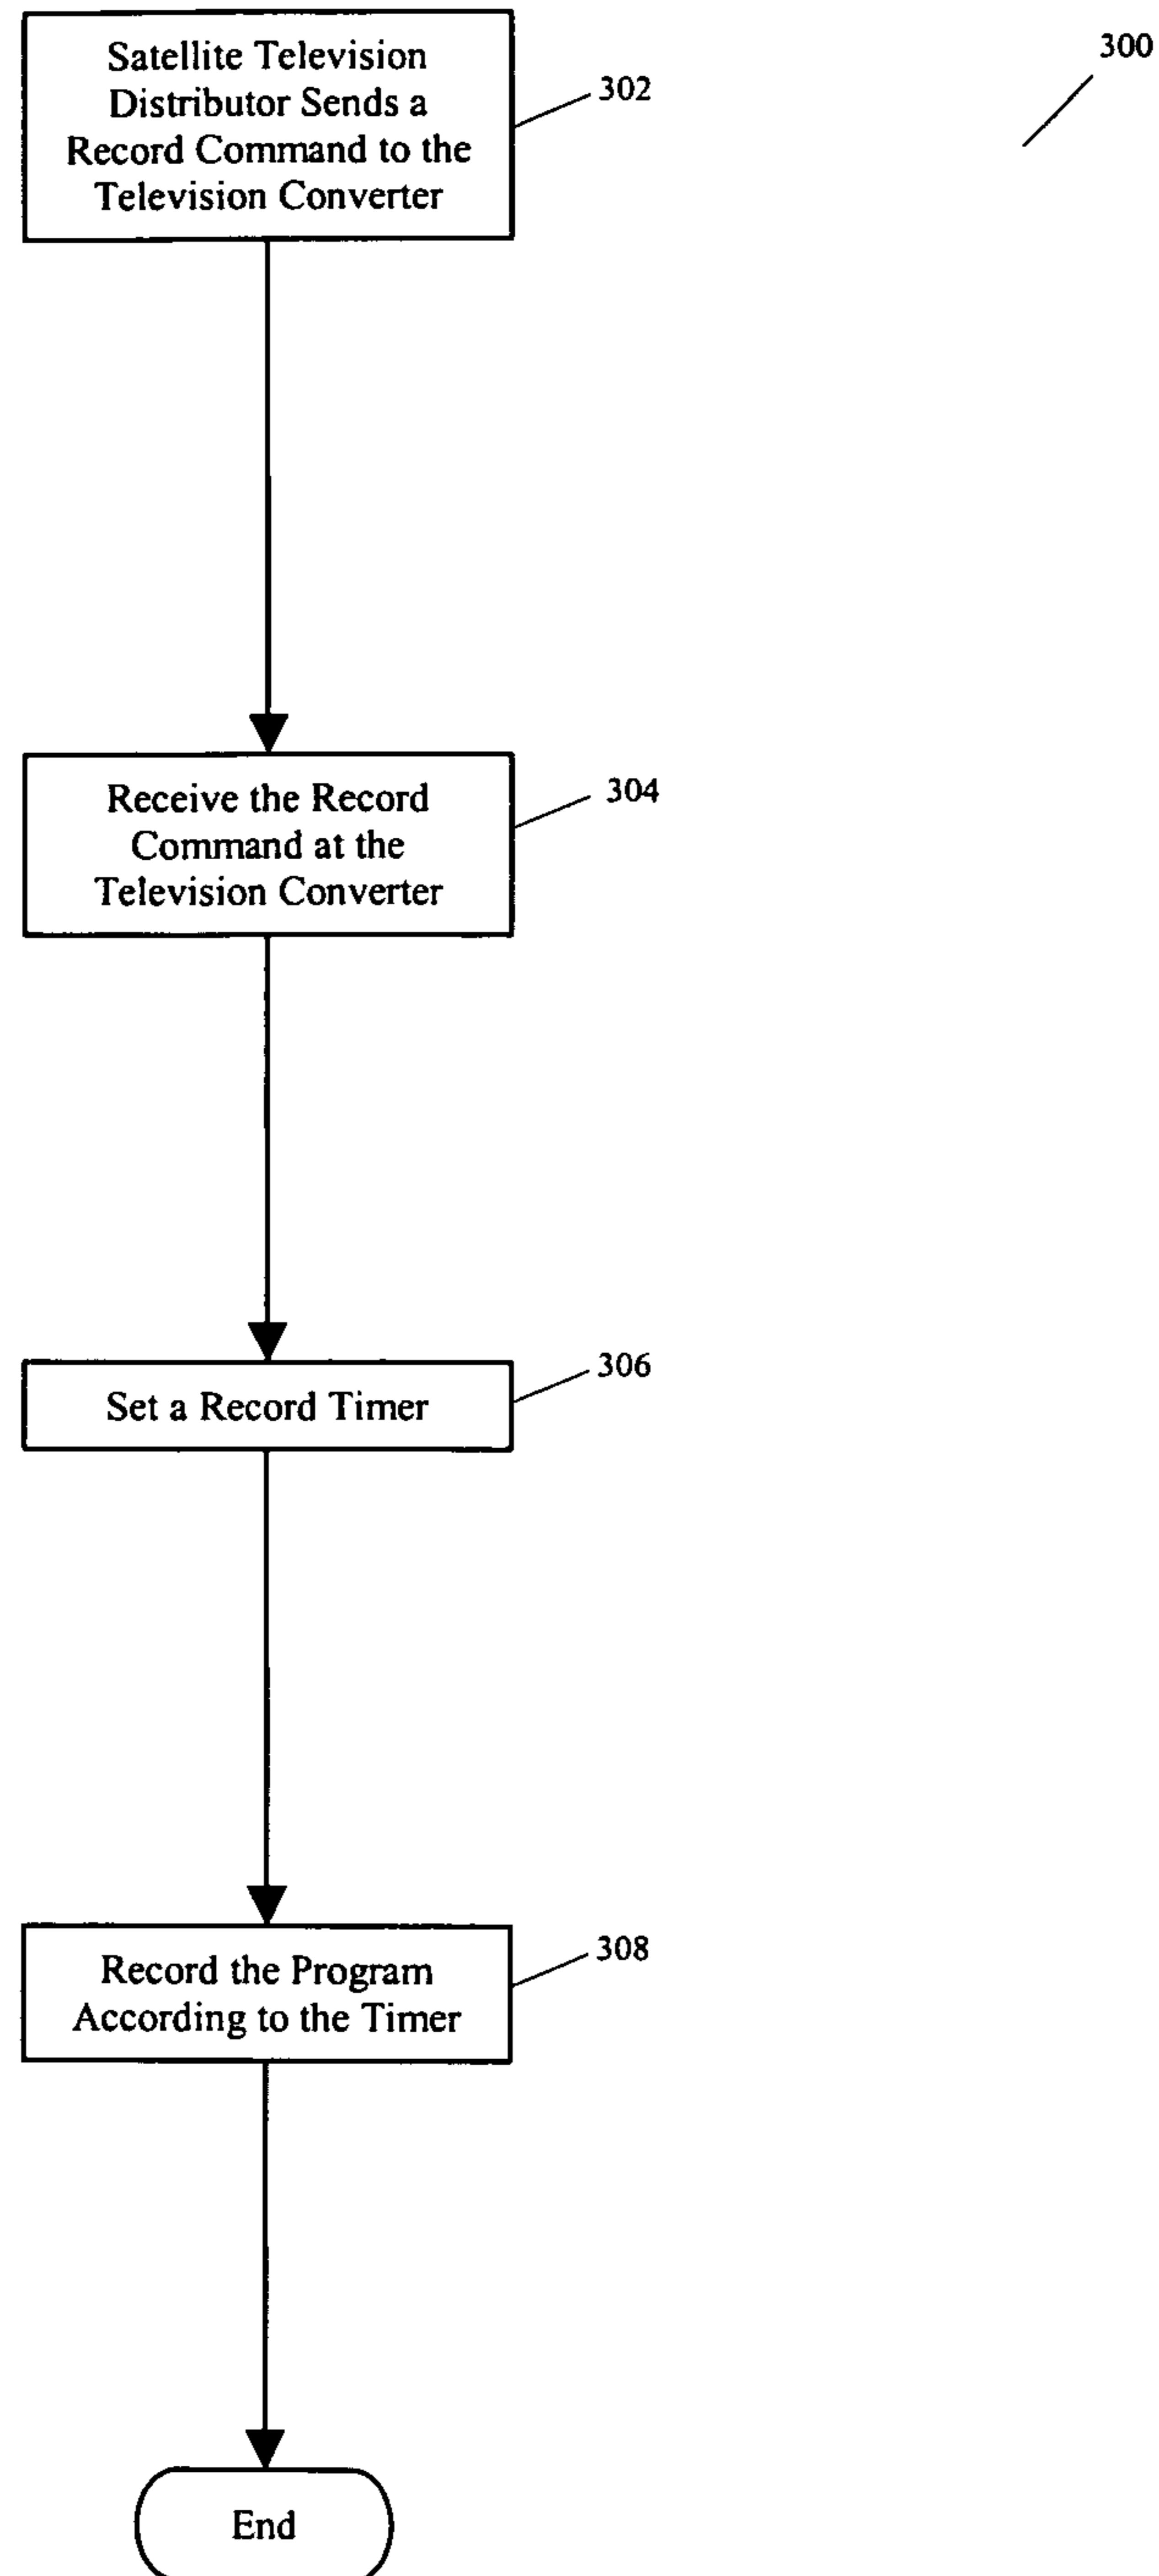 300
Satellite Television
Distributor Sends a
Record Command to the
Television Converter
302
Receive the Record
Command at the
Television Converter
304
Set a Record Timer
306
Record the Program
According to the Timer
308
End